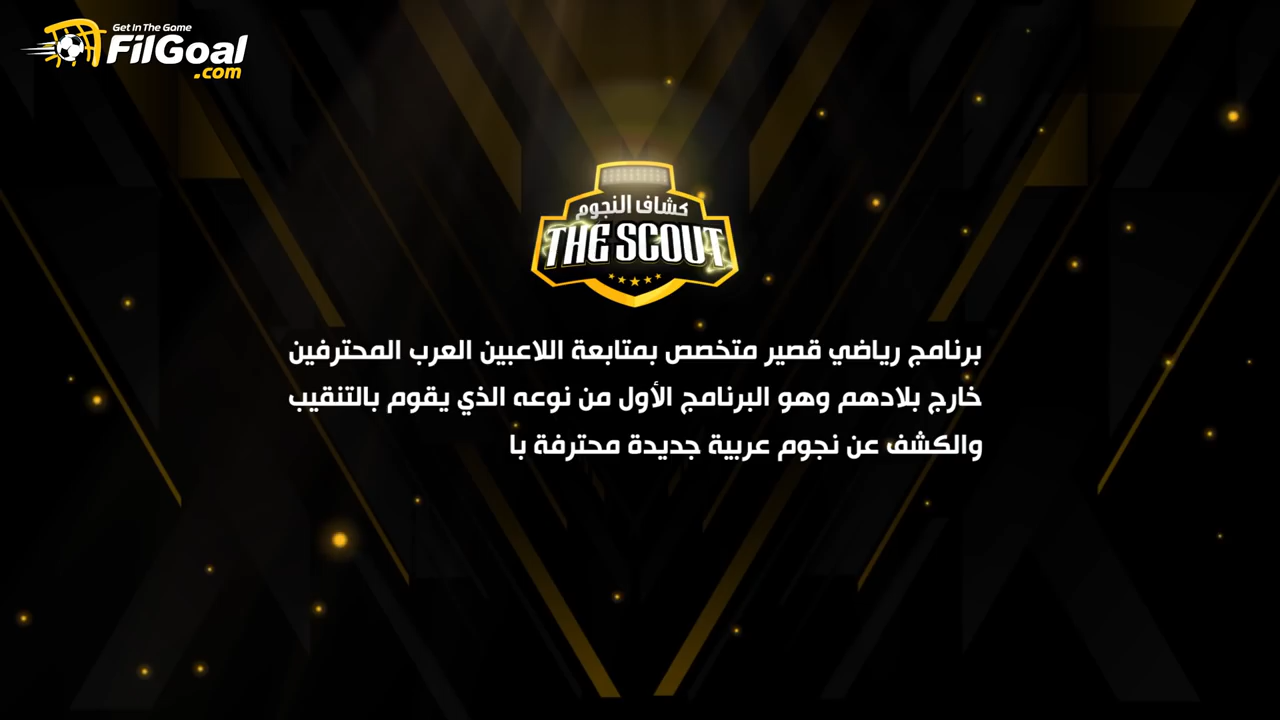 Get In The Game
FilGoal
.com
كشاف النجوم
THE SCOUT
برنامج رياضي قصير متخصص بمتابعة اللاعبين العرب المحترفين
خارج بلادهم وهو البرنامج الأول من نوعه الذي يقوم بالتنقيب
والكشف عن نجوم عربية جديدة محترفة با